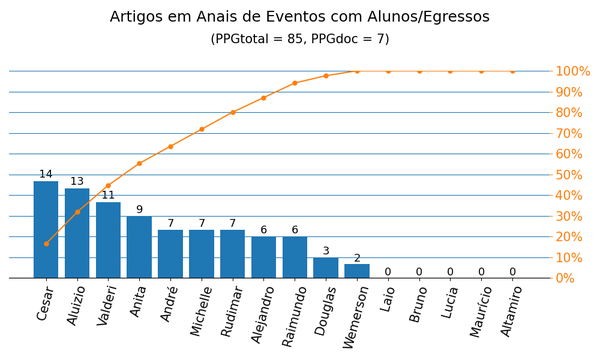 Artigos em Anais de Eventos com Alunos/Egressos
(PPGtotal = 85, PPGdoc = 7)
100%
90%
80%
70%
60%
50%
40%
30%
20%
10%
0%
14
13
11
9
7
7
7
6
6
3
2
0
0
0
0
0
Cesar
Aluizio
Valderi
Anita
André
Michelle
Rudimar
Alejandro
Raimundo
Douglas
Wemerson
Laio
Bruno
Lucia
Maurício
Altamiro